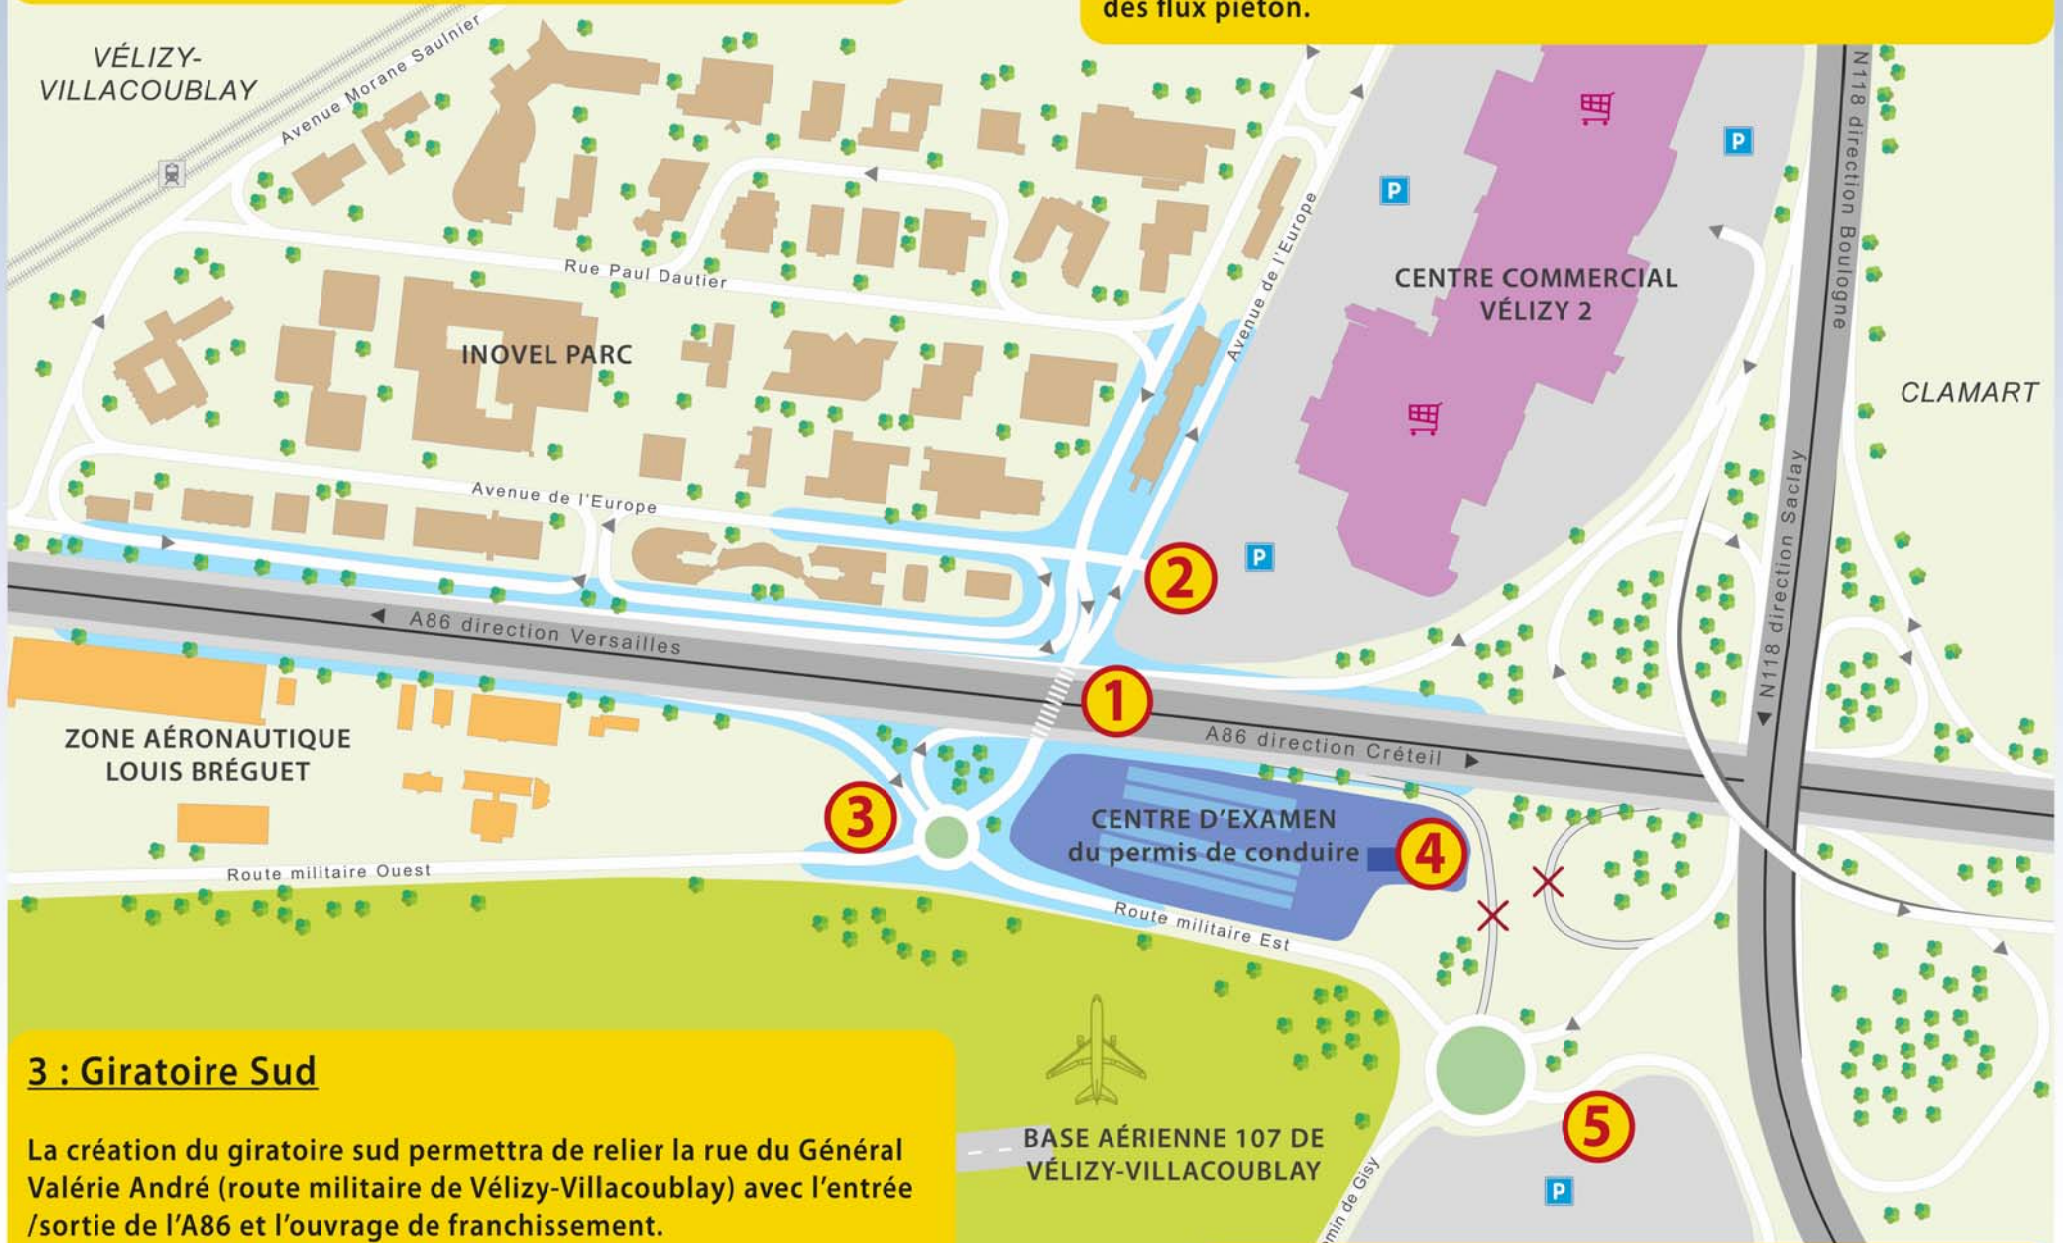 des flux piéton.
VÉLIZY-
VILLACOUBLAY
Avenue Morane Saulnier
N118 direction Boulogne
P
P
Rue Paul Dautier
Avenue de l'Europe
CENTRE COMMERCIAL
VÉLIZY 2
INOVEL PARC
CLAMART
Avenue de l'Europe
N118 direction Saclay
P
2
A86 direction Versailles
1
A86 direction Créteil
ZONE AÉRONAUTIQUE
LOUIS BRÉGUET
3
CENTRE D'EXAMEN
du permis de conduire
4
Route militaire Ouest
Route militaire Est
3 : Giratoire Sud
La création du giratoire sud permettra de relier la rue du Général
Valérie André (route militaire de Vélizy-Villacoublay) avec l'entrée
/sortie de l'A86 et l'ouvrage de franchissement.
BASE AÉRIENNE 107 DE
VÉLIZY-VILLACOUBLAY
5
P
min de Gisy